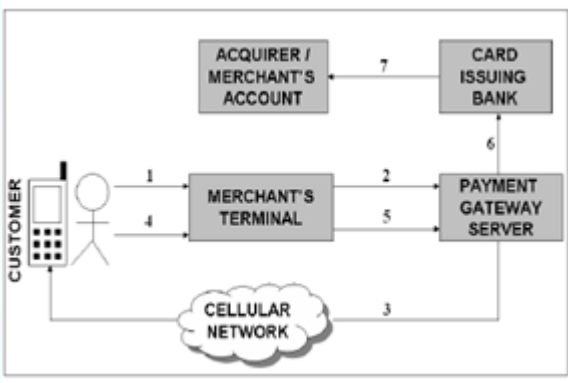 ACQUIRER /
MERCHANT'S
ACCOUNT
7
CARD
ISSUING
BANK
6
CUSTOMER
1
4
MERCHANT'S
TERMINAL
2
5
PAYMENT
GATEWAY
SERVER
CELLULAR
NETWORK
3